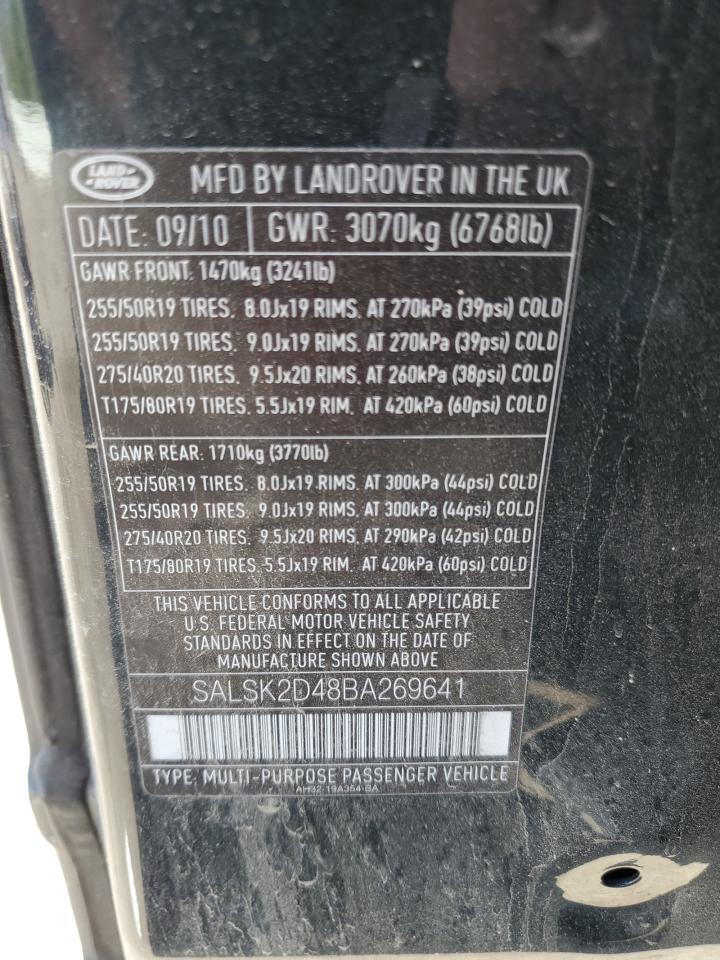 LAND-
ROVER
MFD BY LANDROVER IN THE UK
DATE: 09/10 GWR: 3070kg (6768lb)
GAWR FRONT: 1470kg (3241lb)
255/50R19 TIRES. 8.0Jx19 RIMS. AT 270kPa (39psi) COLD
255/50R19 TIRES. 9.0Jx19 RIMS. AT 270kPa (39psi) COLD
275/40R20 TIRES. 9.5Jx20 RIMS. AT 260kPa (38psi) COLD
T175/80R19 TIRES. 5.5Jx19 RIM. AT 420kPa (60psi) COLD
GAWR REAR: 1710kg (3770lb)
255/50R19 TIRES. 8.0Jx19 RIMS. AT 300kPa (44psi) COLD
255/50R19 TIRES. 9.0Jx19 RIMS. AT 300kPa (44psi) COLD
275/40R20 TIRES. 9.5Jx20 RIMS. AT 290kPa (42psi) COLD
T175/80R19 TIRES. 5.5Jx19 RIM. AT 420kPa (60psi) COLD
THIS VEHICLE CONFORMS TO ALL APPLICABLE
U.S. FEDERAL MOTOR VEHICLE SAFETY
STANDARDS IN EFFECT ON THE DATE OF
MANUFACTURE SHOWN ABOVE
SALSK2D48BA269641
TYPE: MULTI-PURPOSE PASSENGER VEHICLE
AH32-19A354-BA